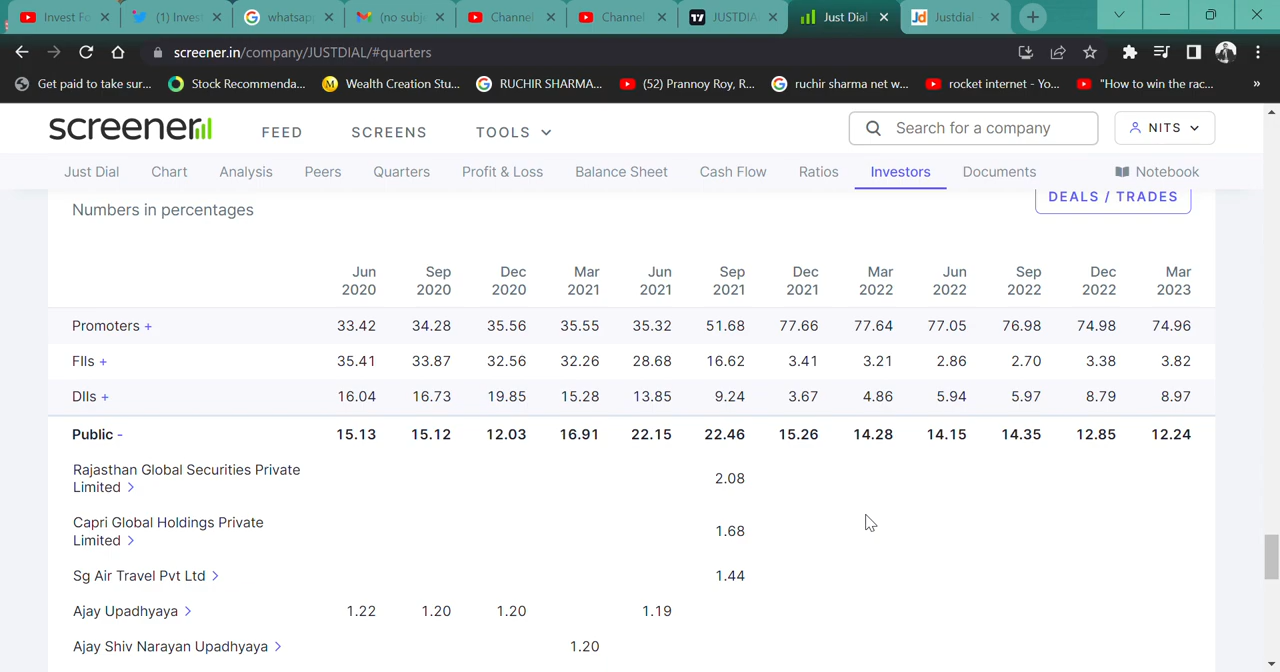 Invest Fo
(1) Invest
whatsapp
(no subje
Channel
Channel
JUSTDIA
Just Dial
Justdial
screener.in/company/JUSTDIAL/#quarters
Get paid to take sur...
Stock Recommenda...
Wealth Creation Stu...
RUCHIR SHARMA...
(52) Prannoy Roy, R...
ruchir sharma net w...
rocket internet - Yo...
"How to win the rac...
»
screener
FEED
SCREENS
TOOLS
Search for a company
NITS
Just Dial
Chart
Analysis
Peers
Quarters
Profit & Loss
Balance Sheet
Cash Flow
Ratios
Investors
Documents
Notebook
Numbers in percentages
DEALS / TRADES
Jun 2020 Sep 2020 Dec 2020 Mar 2021 Jun 2021 Sep 2021 Dec 2021 Mar 2022 Jun 2022 Sep 2022 Dec 2022 Mar 2023
Promoters + 33.42 34.28 35.56 35.55 35.32 51.68 77.66 77.64 77.05 76.98 74.98 74.96
FIIs + 35.41 33.87 32.56 32.26 28.68 16.62 3.41 3.21 2.86 2.70 3.38 3.82
DIIs + 16.04 16.73 19.85 15.28 13.85 9.24 3.67 4.86 5.94 5.97 8.79 8.97
Public - 15.13 15.12 12.03 16.91 22.15 22.46 15.26 14.28 14.15 14.35 12.85 12.24
Rajasthan Global Securities Private
Limited > 2.08
Capri Global Holdings Private
Limited > 1.68
Sg Air Travel Pvt Ltd > 1.44
Ajay Upadhyaya > 1.22 1.20 1.20 1.19
Ajay Shiv Narayan Upadhyaya > 1.20